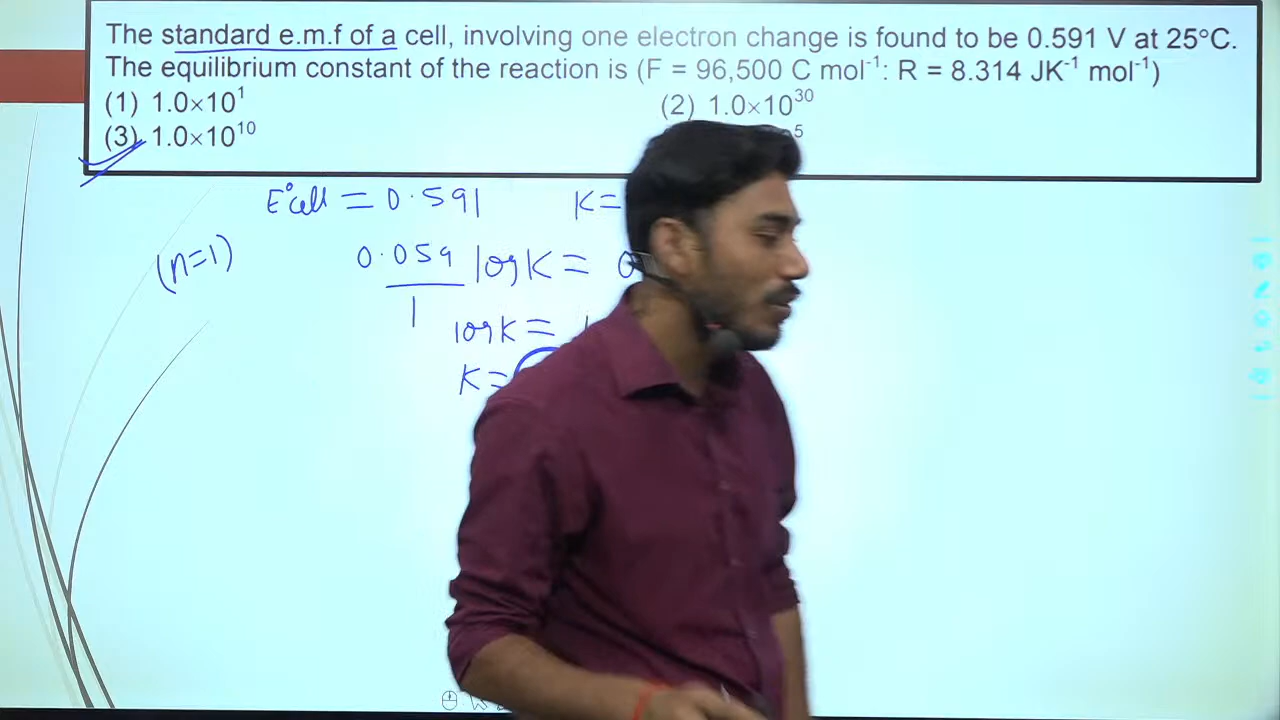 The standard e.m.f of a cell, involving one electron change is found to be 0.591 V at 25°C.
The equilibrium constant of the reaction is (F = 96,500 C mol⁻¹: R = 8.314 JK⁻¹ mol⁻¹)
(1) 1.0×10¹ (2) 1.0×10³⁰
(3) 1.0×10¹⁰ ⁵
E°cell = 0.591 K=
(n=1) 0.059/1 log K = 0
log K =
K=